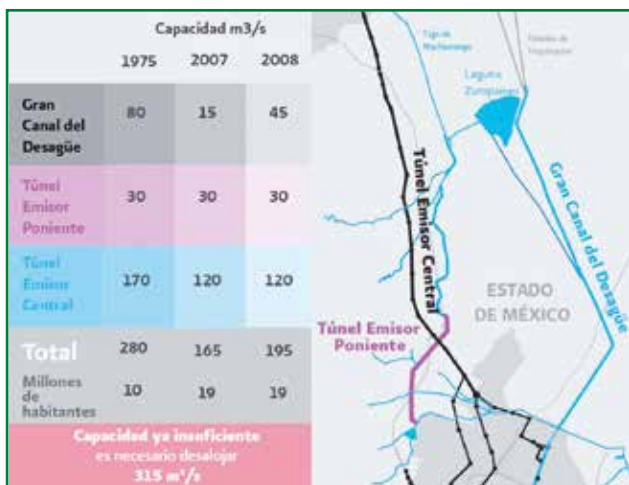 Capacidad m3/s
1975 2007 2008
Gran
Canal del
Desagüe
80 15 45
Túnel
Emisor
Poniente
30 30 30
Túnel
Emisor
Central
170 120 120
Total 280 165 195
Millones
de
habitantes
10 19 19
Capacidad ya insuficiente
es necesario desalojar
315 m³/s
Laguna
Zumpango
Túnel Emisor Central
Gran Canal del Desagüe
ESTADO
DE MÉXICO
Túnel Emisor
Poniente